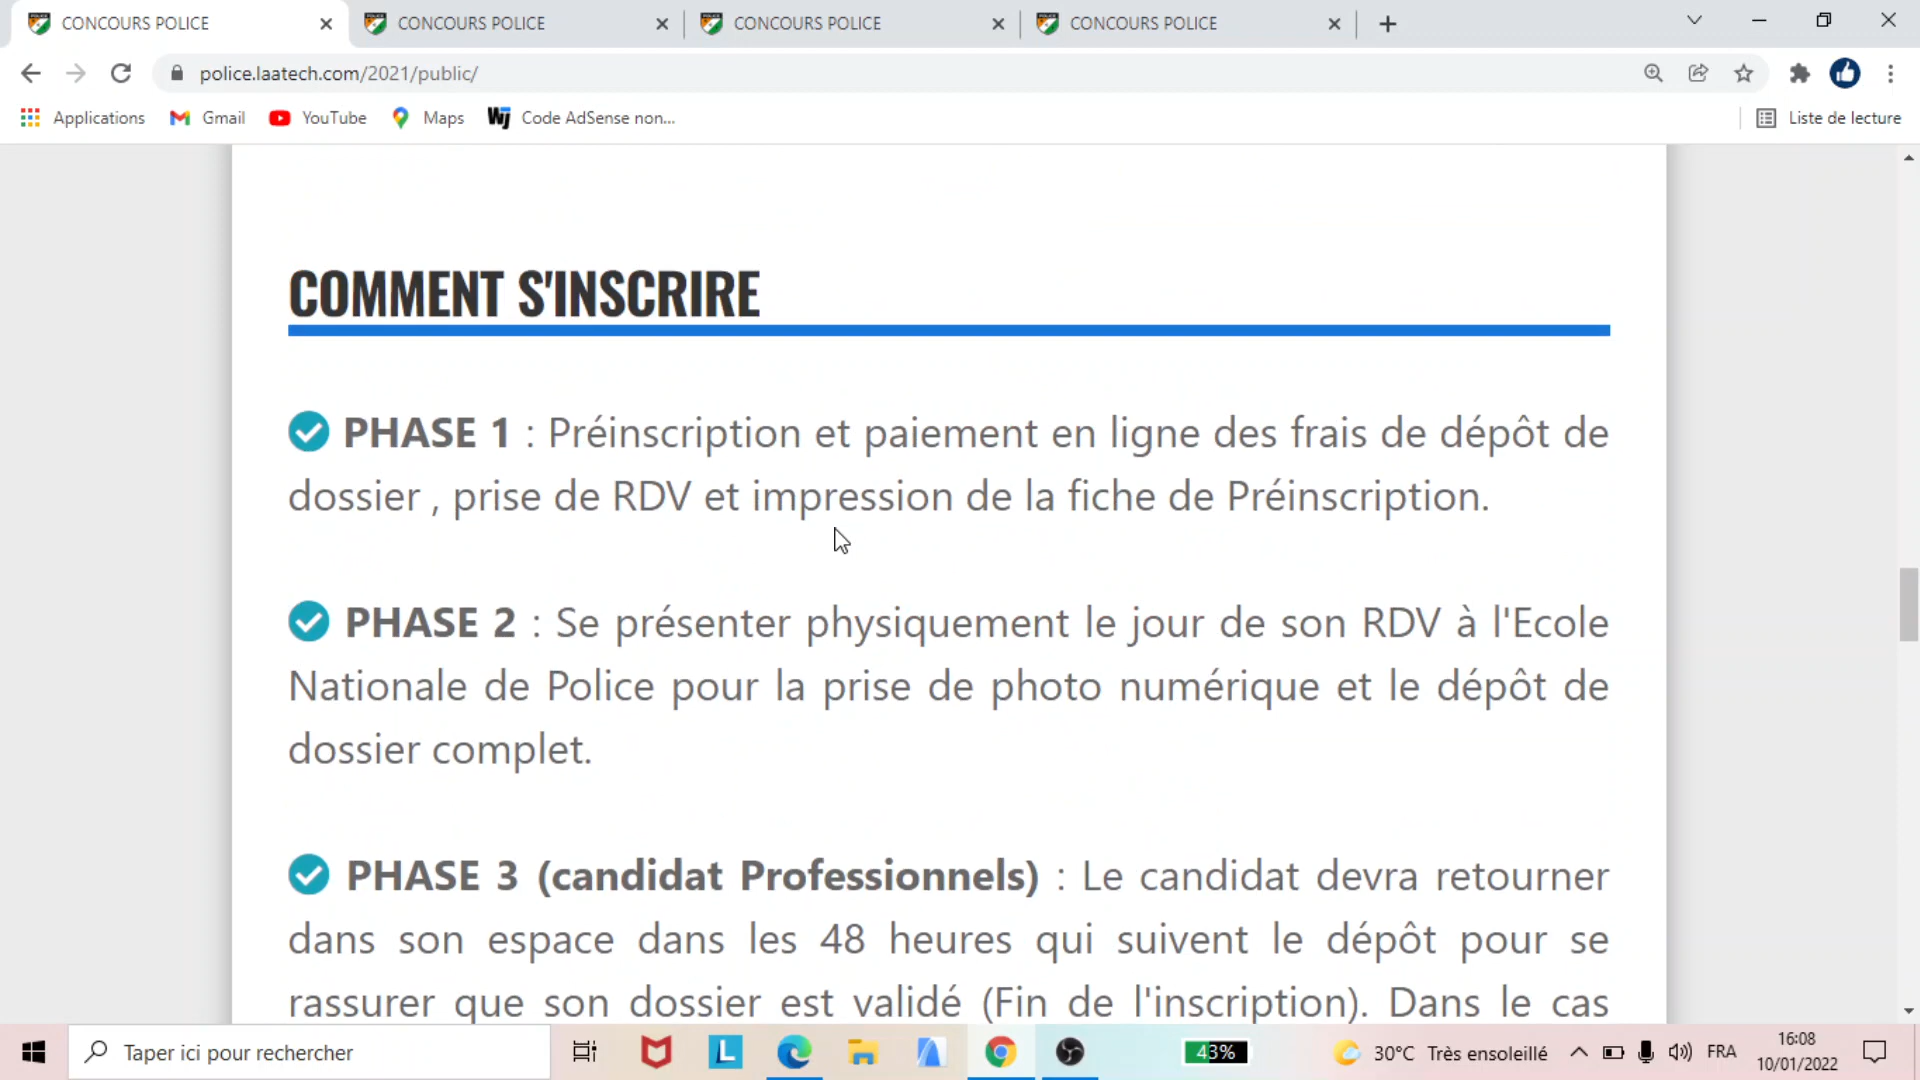 CONCOURS POLICE
CONCOURS POLICE
CONCOURS POLICE
CONCOURS POLICE
police.laatech.com/2021/public/
Applications
Gmail
YouTube
Maps
Code AdSense non...
Liste de lecture
COMMENT S'INSCRIRE
PHASE 1 : Préinscription et paiement en ligne des frais de dépôt de
dossier , prise de RDV et impression de la fiche de Préinscription.
PHASE 2 : Se présenter physiquement le jour de son RDV à l'Ecole
Nationale de Police pour la prise de photo numérique et le dépôt de
dossier complet.
PHASE 3 (candidat Professionnels) : Le candidat devra retourner
dans son espace dans les 48 heures qui suivent le dépôt pour se
rassurer que son dossier est validé (Fin de l'inscription). Dans le cas
Taper ici pour rechercher
43%
30°C Très ensoleillé
FRA
16:08
10/01/2022